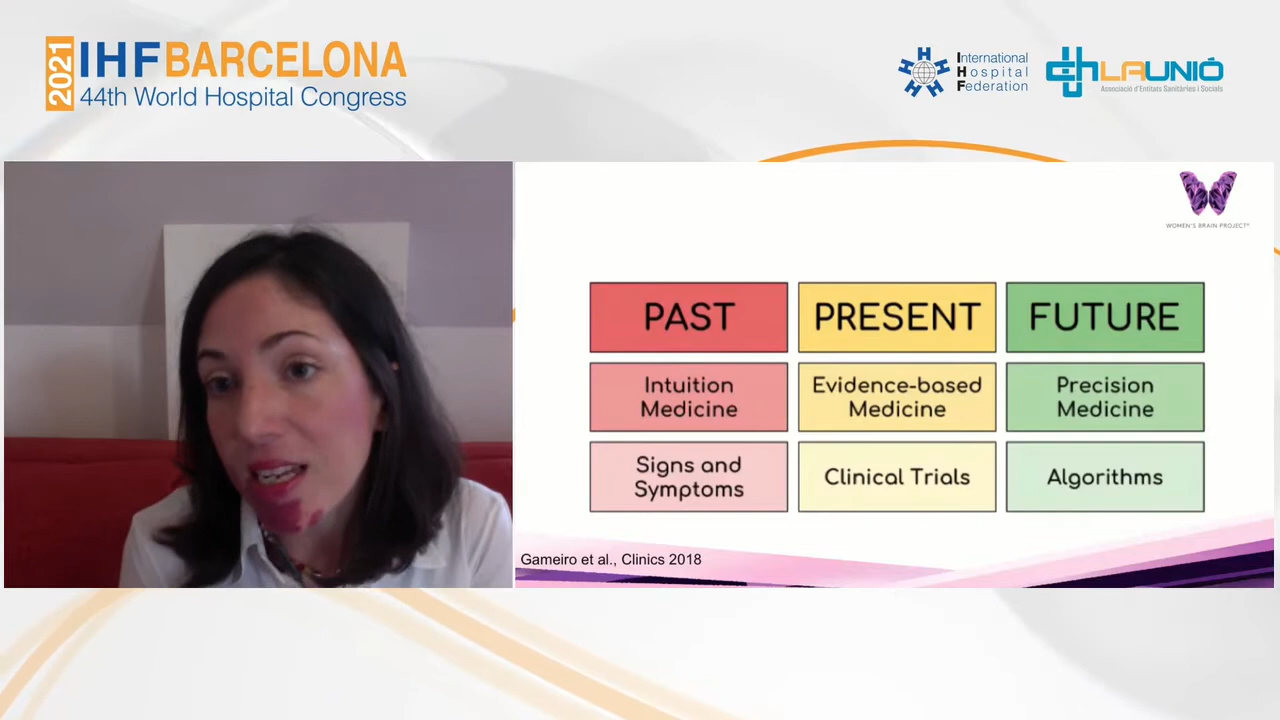 2021
IHF BARCELONA
44th World Hospital Congress
International
Hospital
Federation
LAUNIÓ
Associació d'Entitats Sanitàries i Socials
WOMEN'S BRAIN PROJECT
PAST
PRESENT
FUTURE
Intuition
Medicine
Evidence-based
Medicine
Precision
Medicine
Signs and
Symptoms
Clinical Trials
Algorithms
Gameiro et al., Clinics 2018